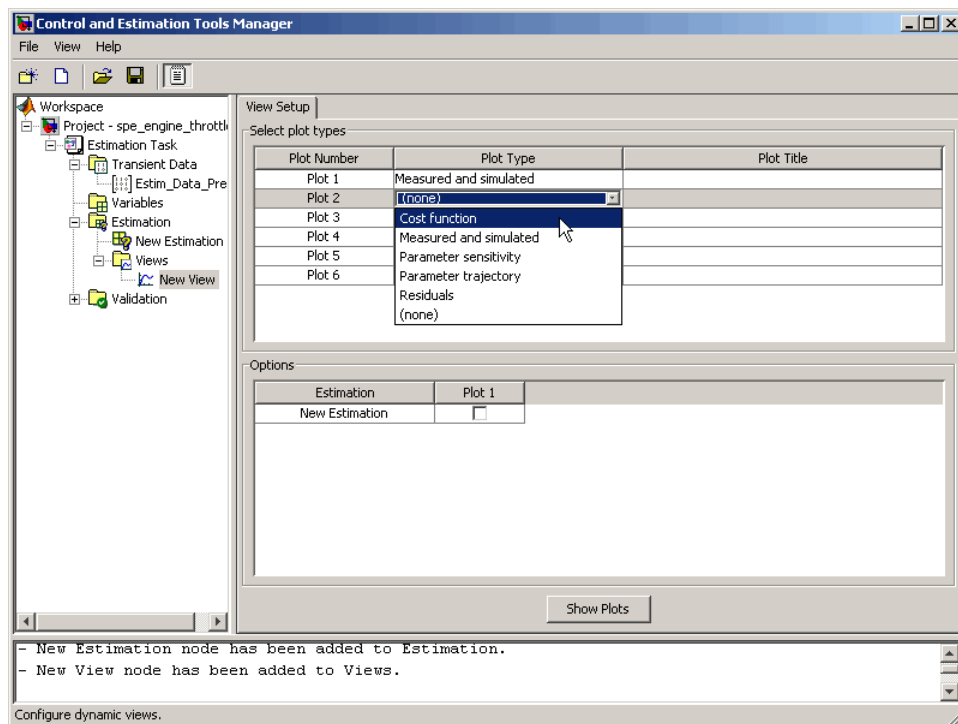 Control and Estimation Tools Manager
File View Help
Workspace
Project - spe_engine_throttl
Estimation Task
Transient Data
Estim_Data_Pre
Variables
Estimation
New Estimation
Views
New View
Validation
View Setup
Select plot types
Plot Number Plot Type Plot Title
Plot 1 Measured and simulated
Plot 2 (none)
Plot 3 Cost function
Plot 4 Measured and simulated
Plot 5 Parameter sensitivity
Plot 6 Parameter trajectory
Residuals
(none)
Options
Estimation Plot 1
New Estimation
Show Plots
- New Estimation node has been added to Estimation.
- New View node has been added to Views.
Configure dynamic views.